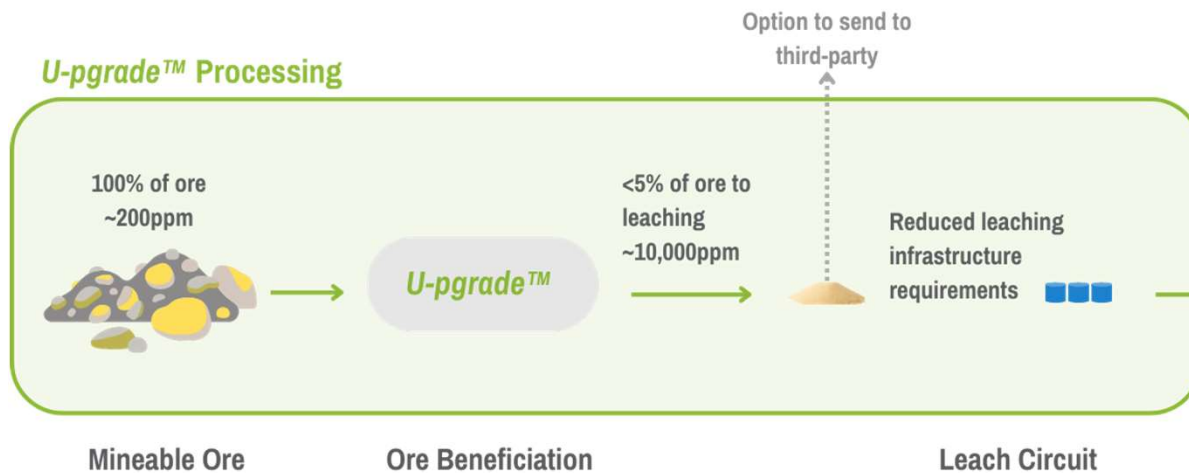 Option to send to
third-party
U-pgrade™ Processing
100% of ore
~200ppm
U-pgrade™
<5% of ore to
leaching
~10,000ppm
Reduced leaching
infrastructure
requirements
Mineable Ore
Ore Beneficiation
Leach Circuit